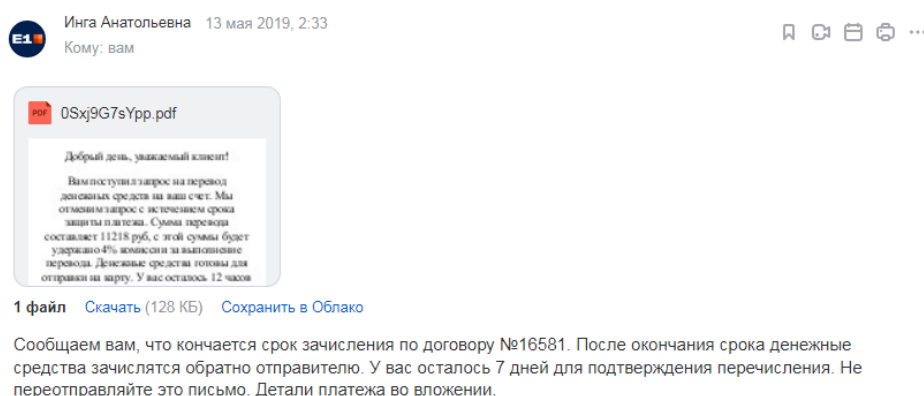 Инга Анатольевна 13 мая 2019, 2:33
E1
Кому: вам
PDF 0Sxj9G7sYpp.pdf
Добрый день, уважаемый клиент!
Вам поступил запрос на перевод
денежных средств на ваш счет. Мы
отменим запрос с истечением срока
защиты платежа. Сумма перевода
составляет 11218 руб, с этой суммы будет
удержано 4% комиссии за выполнение
перевода. Денежные средства готовы для
отправки на карту. У вас осталось 12 часов
1 файл Скачать (128 КБ) Сохранить в Облако
Сообщаем вам, что кончается срок зачисления по договору №16581. После окончания срока денежные
средства зачислятся обратно отправителю. У вас осталось 7 дней для подтверждения перечисления. Не
переотправляйте это письмо. Детали платежа во вложении.